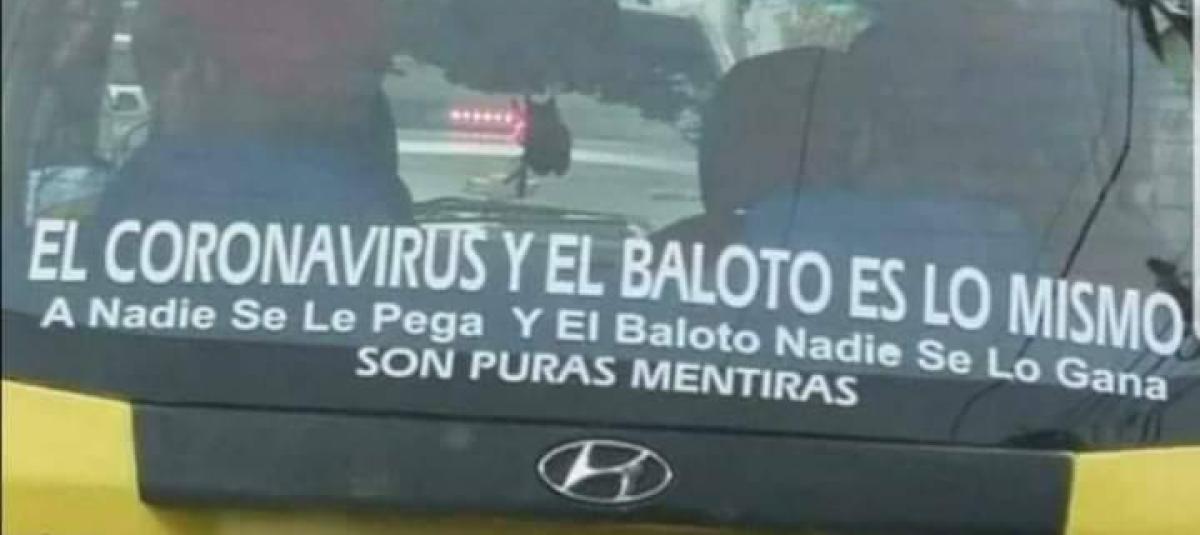 EL CORONAVIRUS Y EL BALOTO ES LO MISMO
A Nadie Se Le Pega Y El Baloto Nadie Se Lo Gana
SON PURAS MENTIRAS